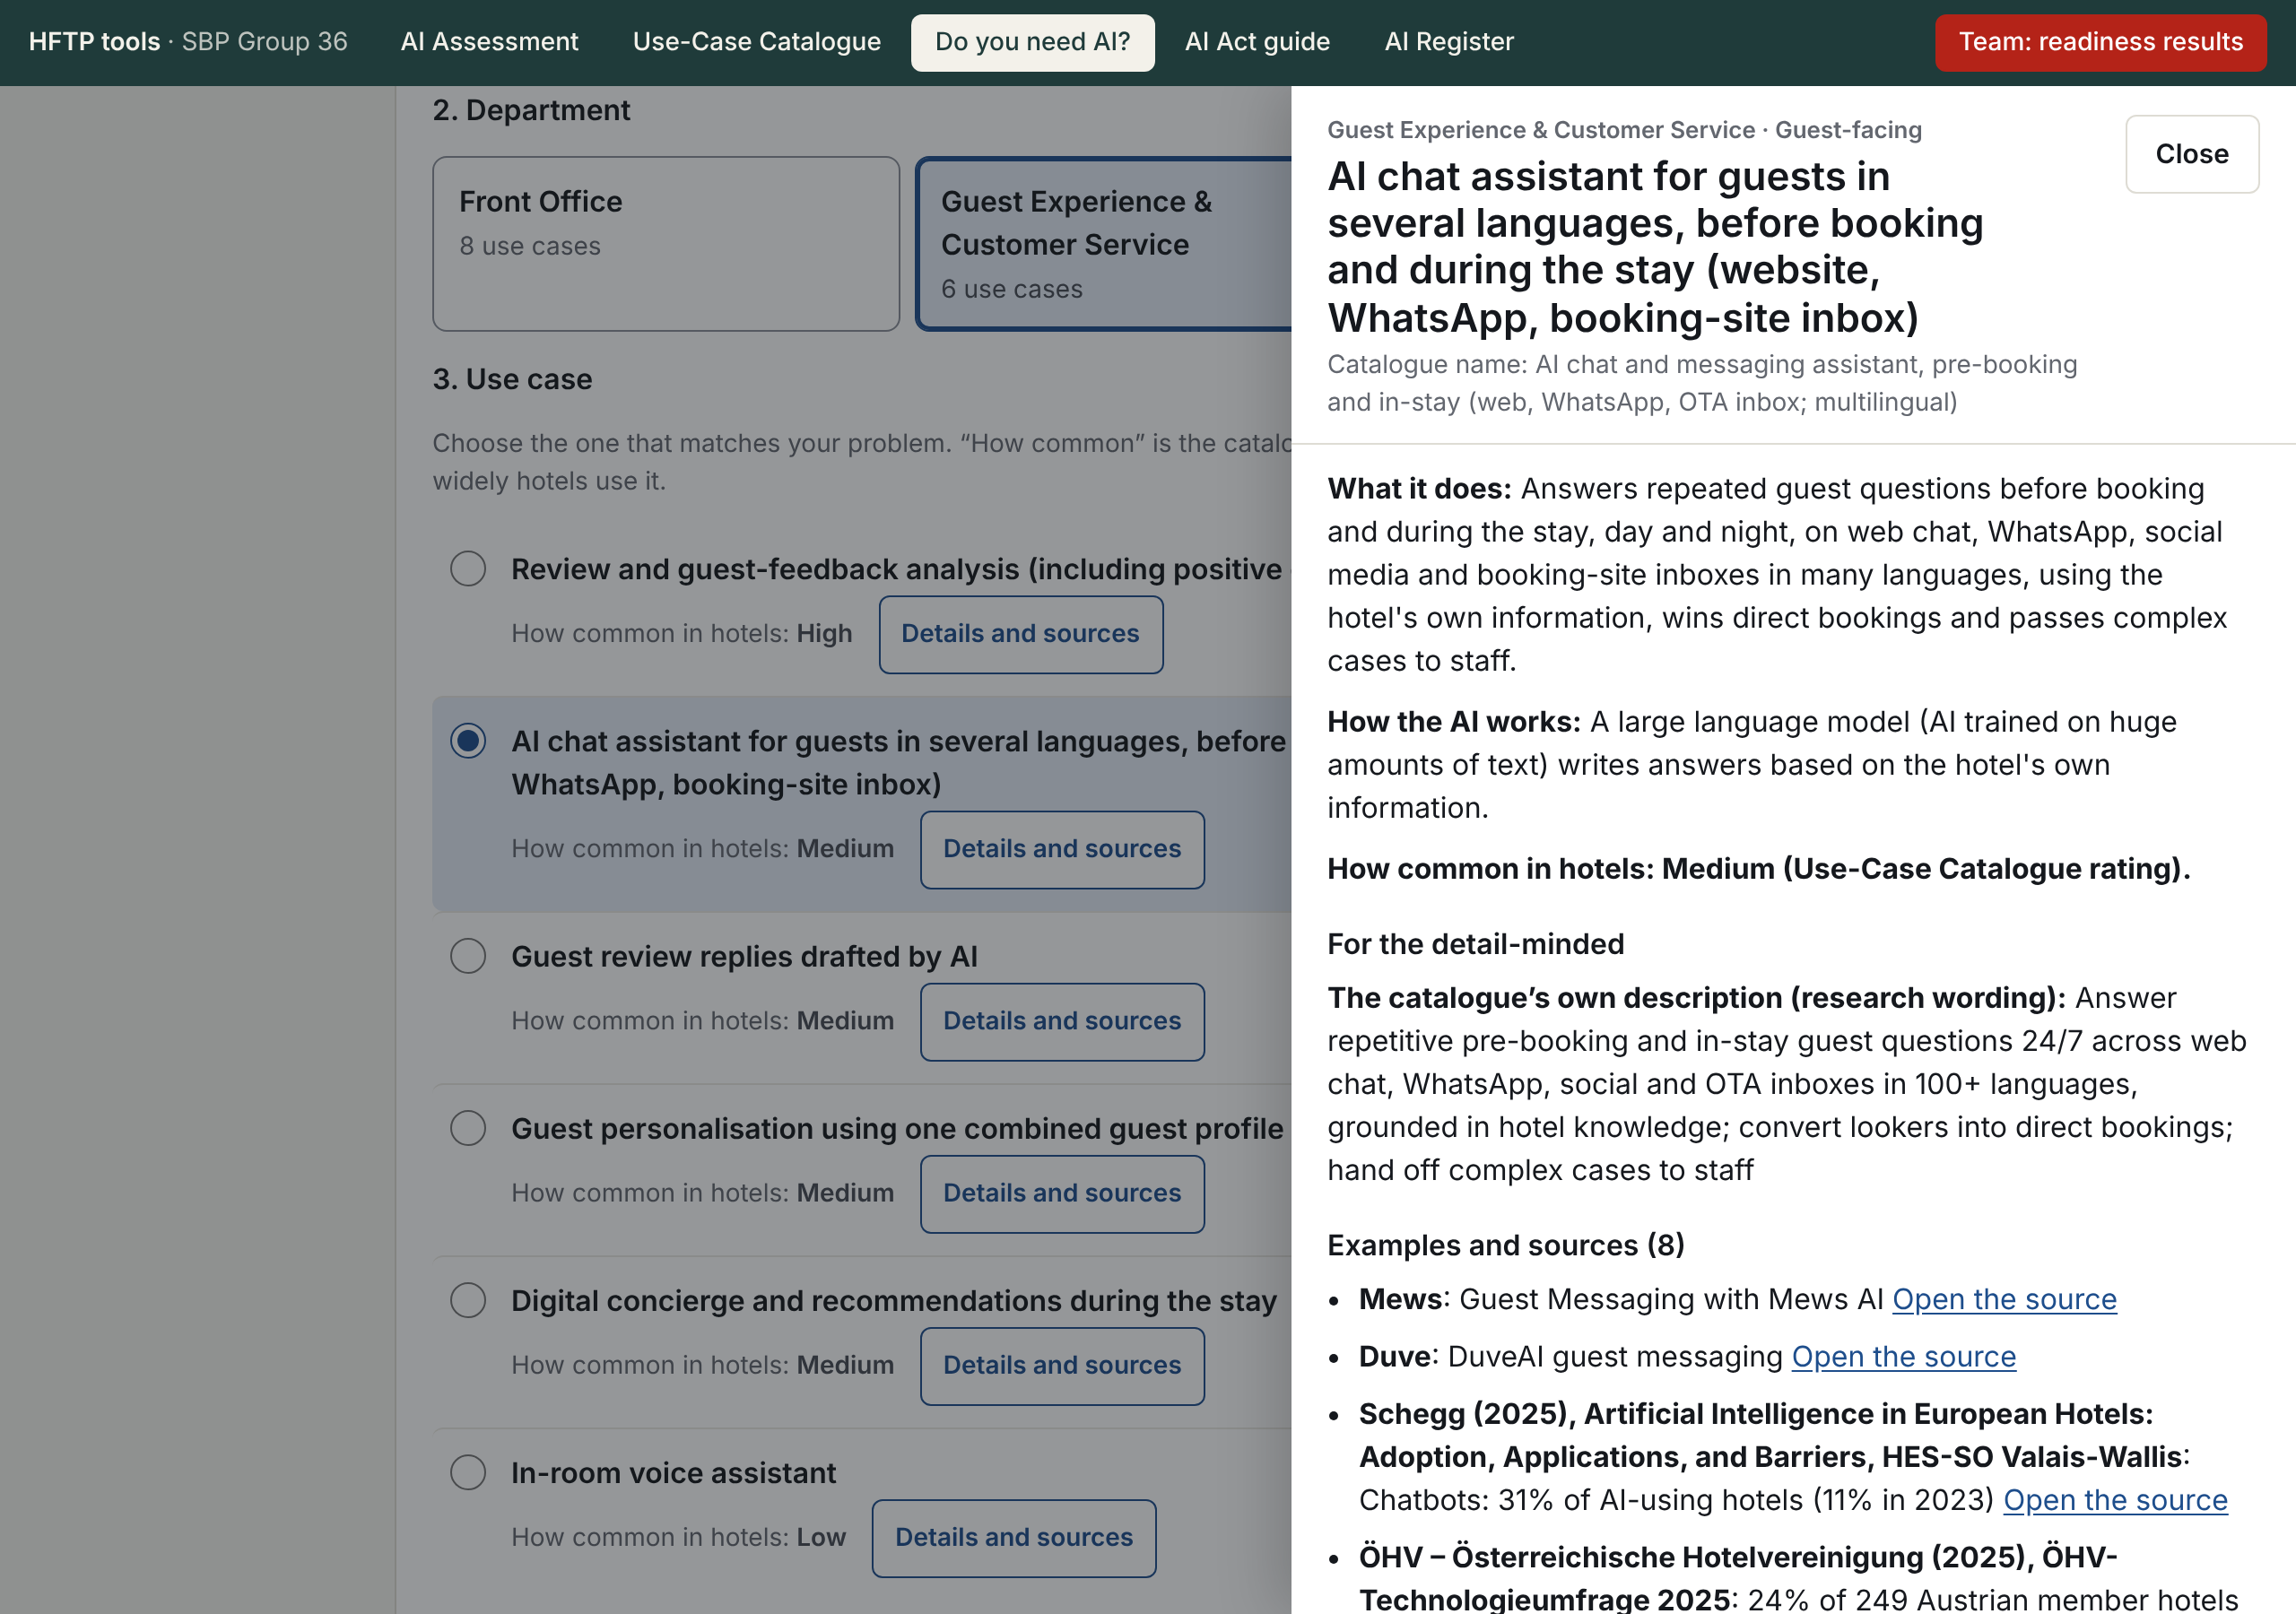 HFTP tools · SBP Group 36
AI Assessment
Use-Case Catalogue
Do you need AI?
AI Act guide
AI Register
Team: readiness results
2. Department
Front Office
8 use cases
Guest Experience &
Customer Service
6 use cases
3. Use case
Choose the one that matches your problem. “How common” is the catalo
widely hotels use it.
Review and guest-feedback analysis (including positive
How common in hotels: High
Details and sources
AI chat assistant for guests in several languages, before
WhatsApp, booking-site inbox)
How common in hotels: Medium
Details and sources
Guest review replies drafted by AI
How common in hotels: Medium
Details and sources
Guest personalisation using one combined guest profile
How common in hotels: Medium
Details and sources
Digital concierge and recommendations during the stay
How common in hotels: Medium
Details and sources
In-room voice assistant
How common in hotels: Low
Details and sources
Guest Experience & Customer Service · Guest-facing
Close
AI chat assistant for guests in
several languages, before booking
and during the stay (website,
WhatsApp, booking-site inbox)
Catalogue name: AI chat and messaging assistant, pre-booking
and in-stay (web, WhatsApp, OTA inbox; multilingual)
What it does: Answers repeated guest questions before booking
and during the stay, day and night, on web chat, WhatsApp, social
media and booking-site inboxes in many languages, using the
hotel's own information, wins direct bookings and passes complex
cases to staff.
How the AI works: A large language model (AI trained on huge
amounts of text) writes answers based on the hotel's own
information.
How common in hotels: Medium (Use-Case Catalogue rating).
For the detail-minded
The catalogue’s own description (research wording): Answer
repetitive pre-booking and in-stay guest questions 24/7 across web
chat, WhatsApp, social and OTA inboxes in 100+ languages,
grounded in hotel knowledge; convert lookers into direct bookings;
hand off complex cases to staff
Examples and sources (8)
• Mews: Guest Messaging with Mews AI Open the source
• Duve: DuveAI guest messaging Open the source
• Schegg (2025), Artificial Intelligence in European Hotels:
Adoption, Applications, and Barriers, HES-SO Valais-Wallis:
Chatbots: 31% of AI-using hotels (11% in 2023) Open the source
• ÖHV – Österreichische Hotelvereinigung (2025), ÖHV-
Technologieumfrage 2025: 24% of 249 Austrian member hotels